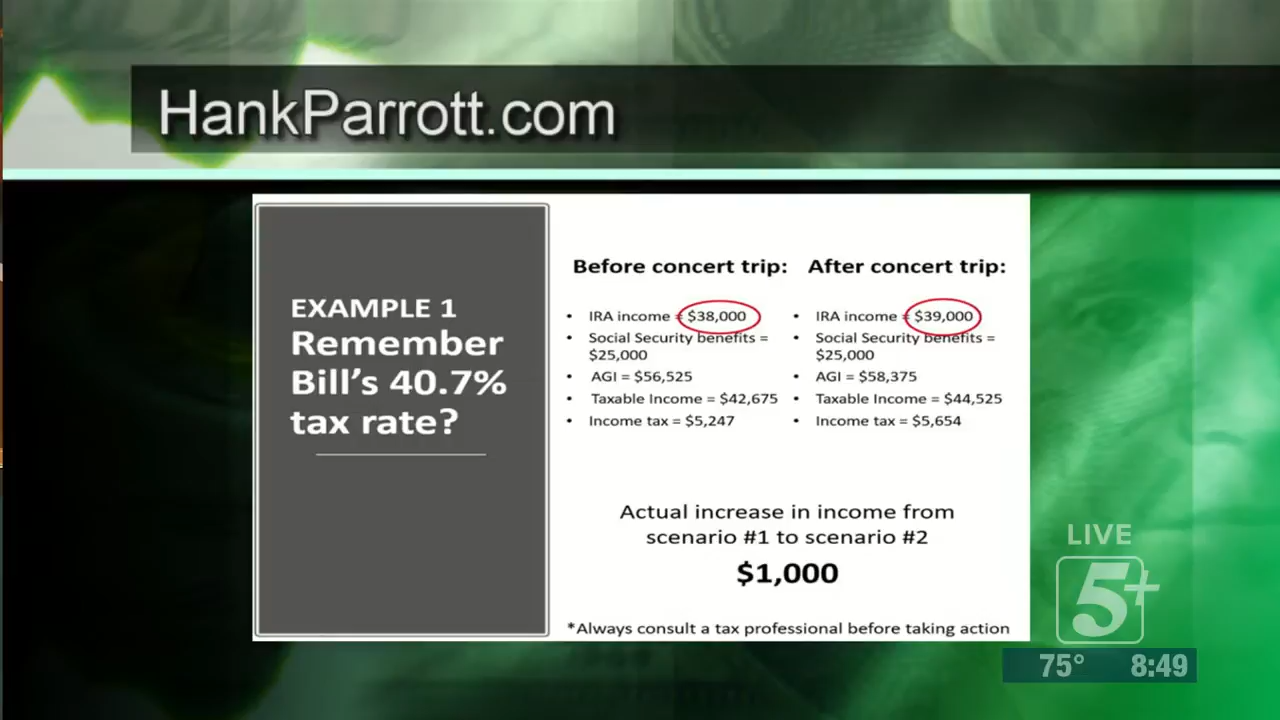 HankParrott.com
EXAMPLE 1
Remember
Bill's 40.7%
tax rate?
Before concert trip:
• IRA income = $38,000
• Social Security benefits =
$25,000
• AGI = $56,525
• Taxable Income = $42,675
• Income tax = $5,247
After concert trip:
• IRA income = $39,000
• Social Security benefits =
$25,000
• AGI = $58,375
• Taxable Income = $44,525
• Income tax = $5,654
Actual increase in income from
scenario #1 to scenario #2
$1,000
*Always consult a tax professional before taking action
LIVE
5+
75° 8:49